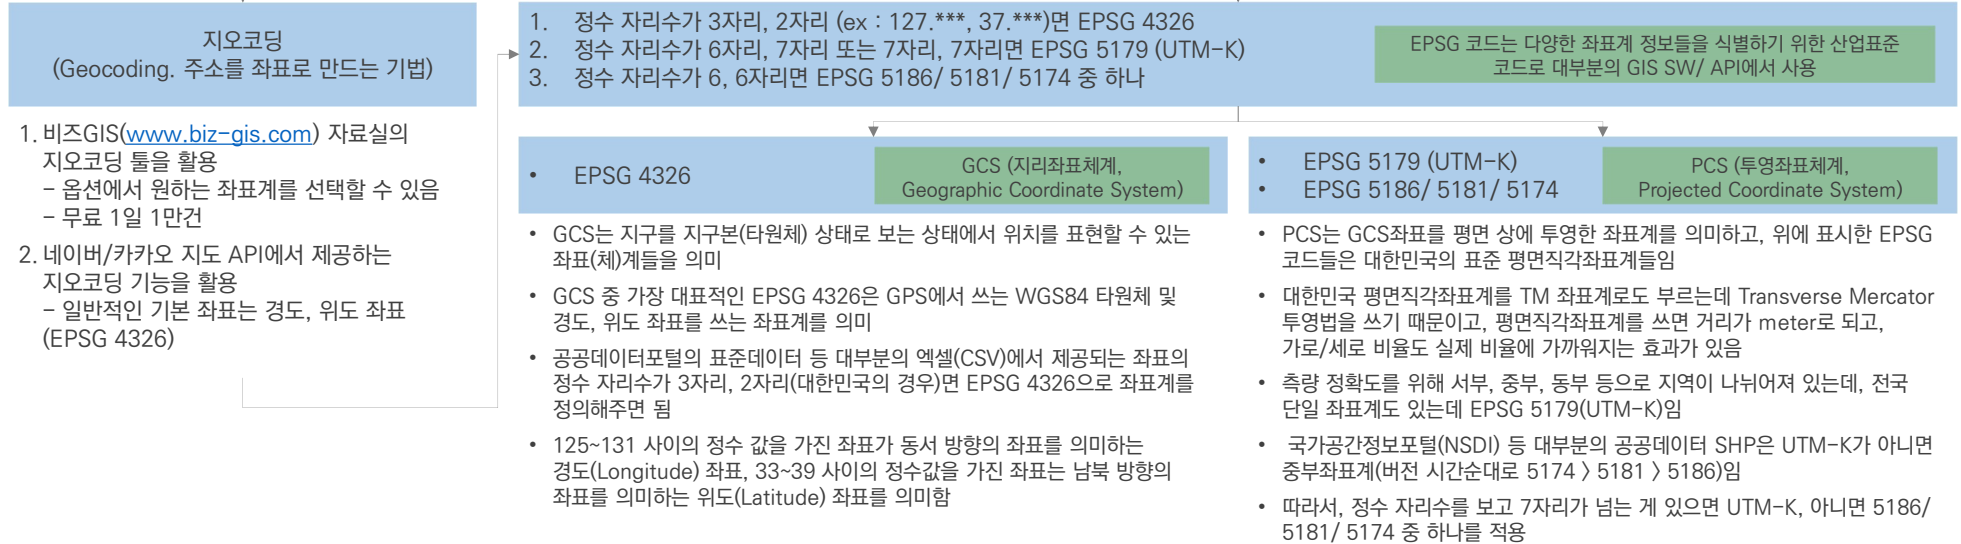 지오코딩
(Geocoding. 주소를 좌표로 만드는 기법)
1. 비즈GIS(www.biz-gis.com) 자료실의
지오코딩 툴을 활용
- 옵션에서 원하는 좌표계를 선택할 수 있음
- 무료 1일 1만건
2. 네이버/카카오 지도 API에서 제공하는
지오코딩 기능을 활용
- 일반적인 기본 좌표는 경도, 위도 좌표
(EPSG 4326)
1. 정수 자리수가 3자리, 2자리 (ex : 127.***, 37.***)면 EPSG 4326
2. 정수 자리수가 6자리, 7자리 또는 7자리, 7자리면 EPSG 5179 (UTM-K)
3. 정수 자리수가 6, 6자리면 EPSG 5186/ 5181/ 5174 중 하나
EPSG 코드는 다양한 좌표계 정보들을 식별하기 위한 산업표준
코드로 대부분의 GIS SW/ API에서 사용
• EPSG 4326
GCS (지리좌표체계,
Geographic Coordinate System)
• GCS는 지구를 지구본(타원체) 상태로 보는 상태에서 위치를 표현할 수 있는
좌표(체)계들을 의미
• GCS 중 가장 대표적인 EPSG 4326은 GPS에서 쓰는 WGS84 타원체 및
경도, 위도 좌표를 쓰는 좌표계를 의미
• 공공데이터포털의 표준데이터 등 대부분의 엑셀(CSV)에서 제공되는 좌표의
정수 자리수가 3자리, 2자리(대한민국의 경우)면 EPSG 4326으로 좌표계를
정의해주면 됨
• 125~131 사이의 정수 값을 가진 좌표가 동서 방향의 좌표를 의미하는
경도(Longitude) 좌표, 33~39 사이의 정수값을 가진 좌표는 남북 방향의
좌표를 의미하는 위도(Latitude) 좌표를 의미함
• EPSG 5179 (UTM-K)
• EPSG 5186/ 5181/ 5174
PCS (투영좌표체계,
Projected Coordinate System)
• PCS는 GCS좌표를 평면 상에 투영한 좌표계를 의미하고, 위에 표시한 EPSG
코드들은 대한민국의 표준 평면직각좌표계들임
• 대한민국 평면직각좌표계를 TM 좌표계로도 부르는데 Transverse Mercator
투영법을 쓰기 때문이고, 평면직각좌표계를 쓰면 거리가 meter로 되고,
가로/세로 비율도 실제 비율에 가까워지는 효과가 있음
• 측량 정확도를 위해 서부, 중부, 동부 등으로 지역이 나뉘어져 있는데, 전국
단일 좌표계도 있는데 EPSG 5179(UTM-K)임
• 국가공간정보포털(NSDI) 등 대부분의 공공데이터 SHP은 UTM-K가 아니면
중부좌표계(버전 시간순대로 5174 > 5181 > 5186)임
• 따라서, 정수 자리수를 보고 7자리가 넘는 게 있으면 UTM-K, 아니면 5186/
5181/ 5174 중 하나를 적용